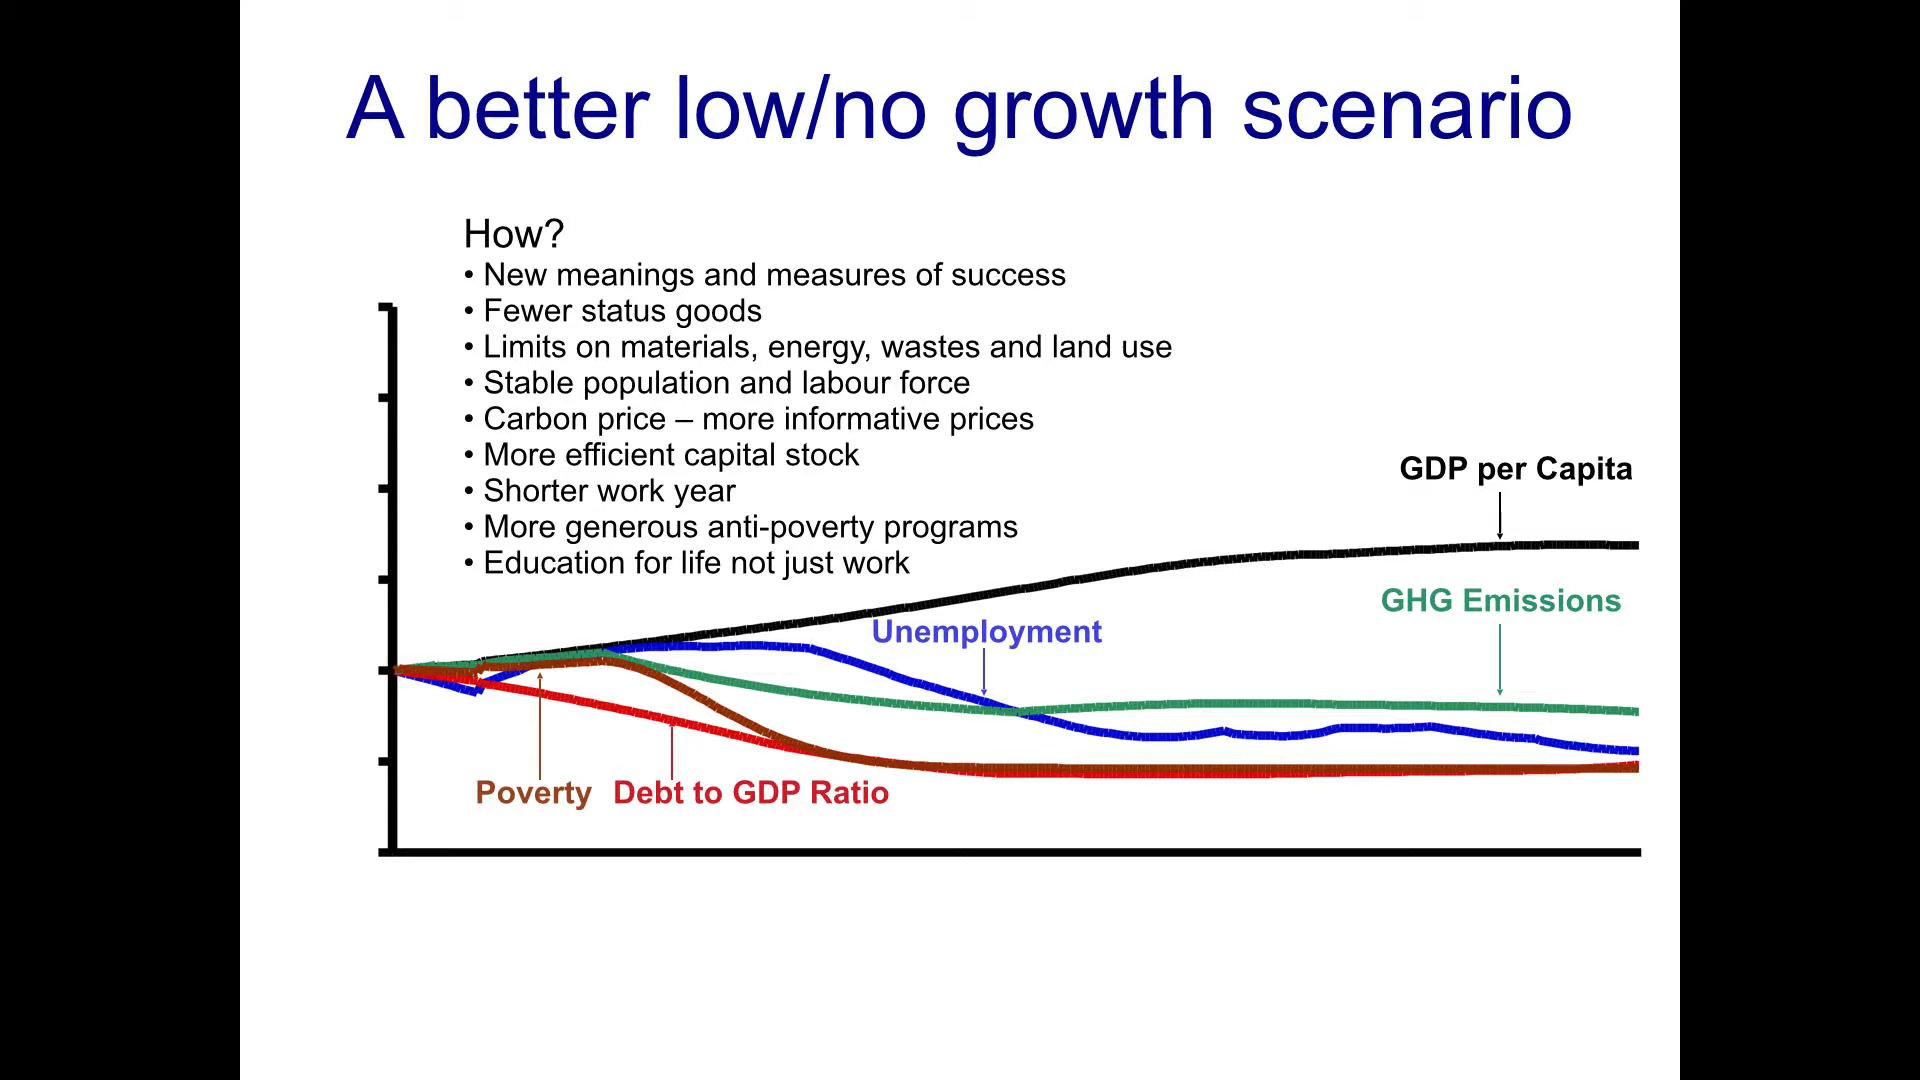 A better low/no growth scenario
How?
• New meanings and measures of success
• Fewer status goods
• Limits on materials, energy, wastes and land use
• Stable population and labour force
• Carbon price – more informative prices
• More efficient capital stock
• Shorter work year
• More generous anti-poverty programs
• Education for life not just work
GDP per Capita
GHG Emissions
Unemployment
Poverty
Debt to GDP Ratio